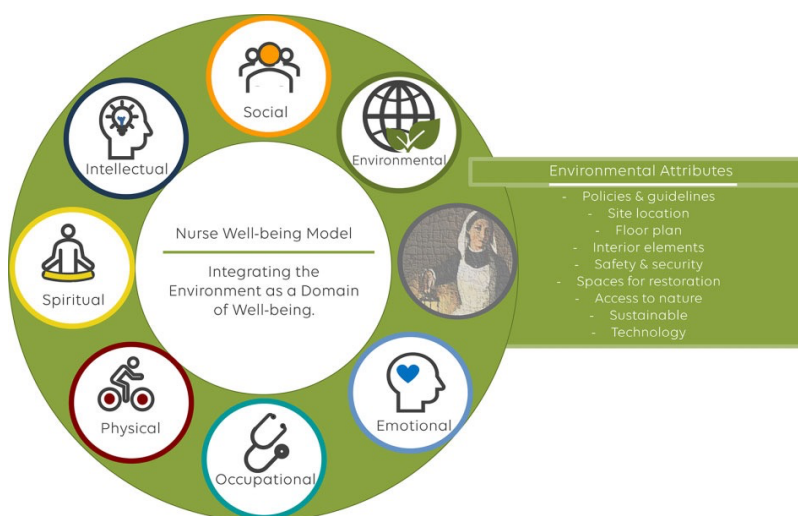 Social
Environmental
Intellectual
Spiritual
Physical
Occupational
Emotional
Nurse Well-being Model
Integrating the
Environment as a Domain
of Well-being.
Environmental Attributes
- Policies & guidelines
- Site location
- Floor plan
- Interior elements
- Safety & security
- Spaces for restoration
- Access to nature
- Sustainable
- Technology